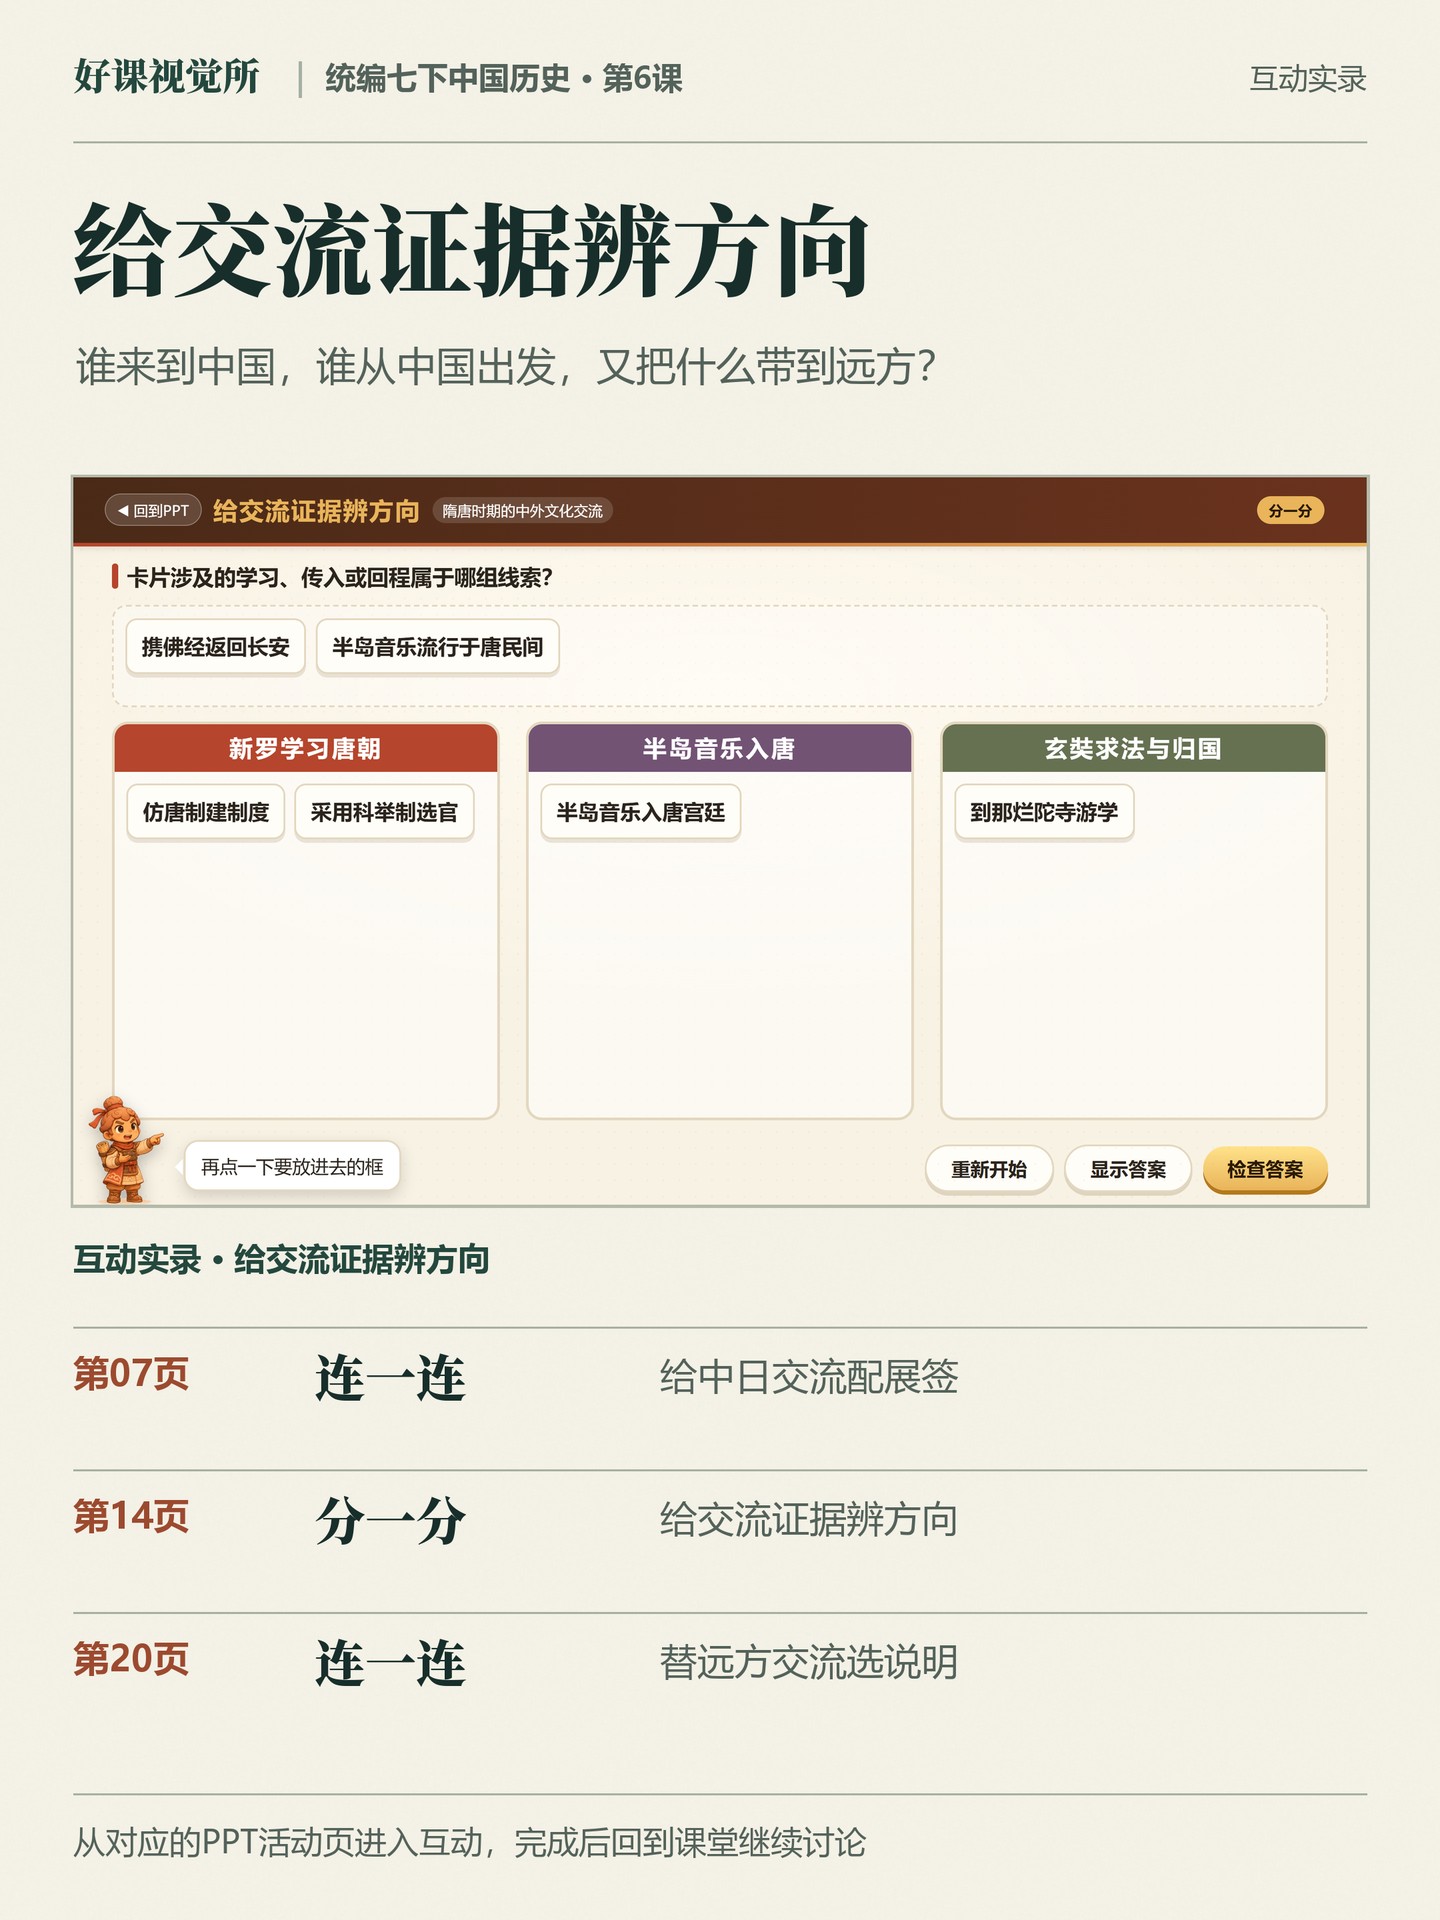 好课视觉所 | 统编七下中国历史·第6课 互动实录
给交流证据辨方向
谁来到中国，谁从中国出发，又把什么带到远方？
◀ 回到PPT 给交流证据辨方向 隋唐时期的中外文化交流 分一分
卡片涉及的学习、传入或回程属于哪组线索？
携佛经返回长安 半岛音乐流行于唐民间
新罗学习唐朝 半岛音乐入唐 玄奘求法与归国
仿唐制建制度 采用科举制选官 半岛音乐入唐宫廷 到那烂陀寺游学
再点一下要放进去的框 重新开始 显示答案 检查答案
互动实录·给交流证据辨方向
第07页 连一连 给中日交流配展签
第14页 分一分 给交流证据辨方向
第20页 连一连 替远方交流选说明
从对应的PPT活动页进入互动，完成后回到课堂继续讨论